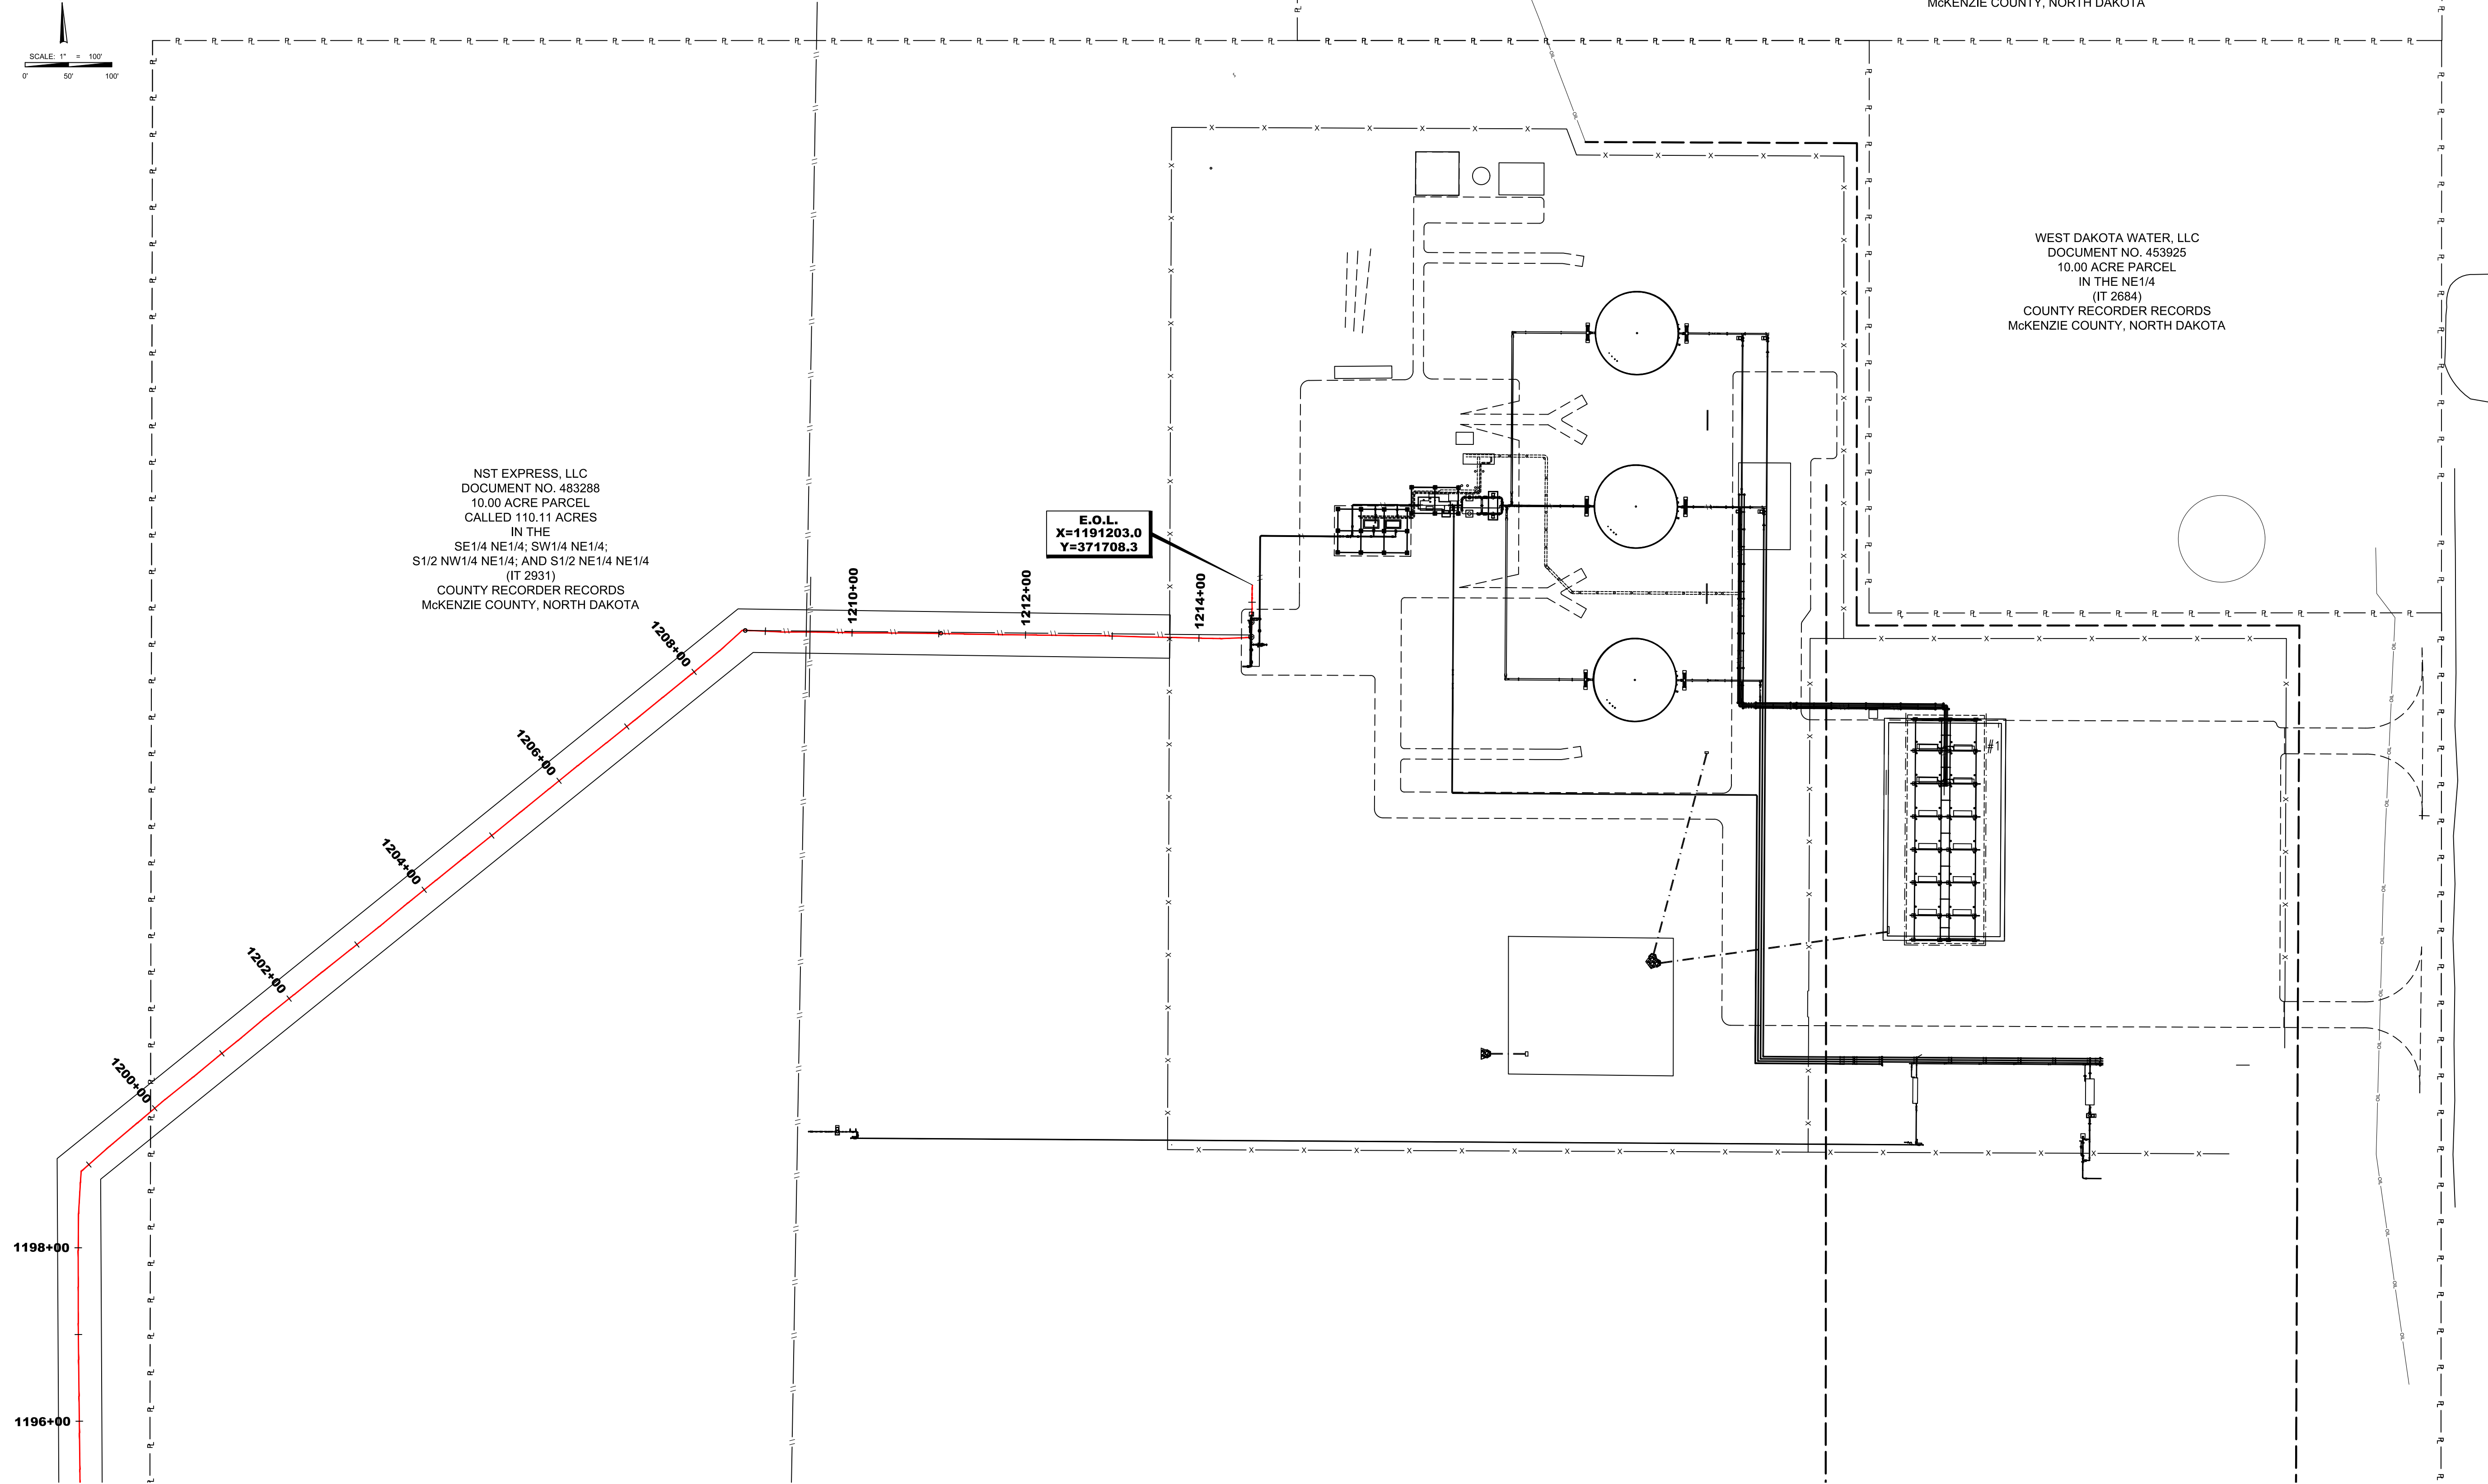 McKENZIE COUNTY, NORTH DAKOTA
SCALE: 1" = 100'
0' 50' 100'
WEST DAKOTA WATER, LLC
DOCUMENT NO. 453925
10.00 ACRE PARCEL
IN THE NE1/4
(IT 2684)
COUNTY RECORDER RECORDS
McKENZIE COUNTY, NORTH DAKOTA
NST EXPRESS, LLC
DOCUMENT NO. 483288
10.00 ACRE PARCEL
CALLED 110.11 ACRES
IN THE
SE1/4 NE1/4; SW1/4 NE1/4;
S1/2 NW1/4 NE1/4; AND S1/2 NE1/4 NE1/4
(IT 2931)
COUNTY RECORDER RECORDS
McKENZIE COUNTY, NORTH DAKOTA
E.O.L.
X=1191203.0
Y=371708.3
1214+00
1212+00
1210+00
1208+00
1206+00
1204+00
1202+00
1200+00
1198+00
1196+00
#1